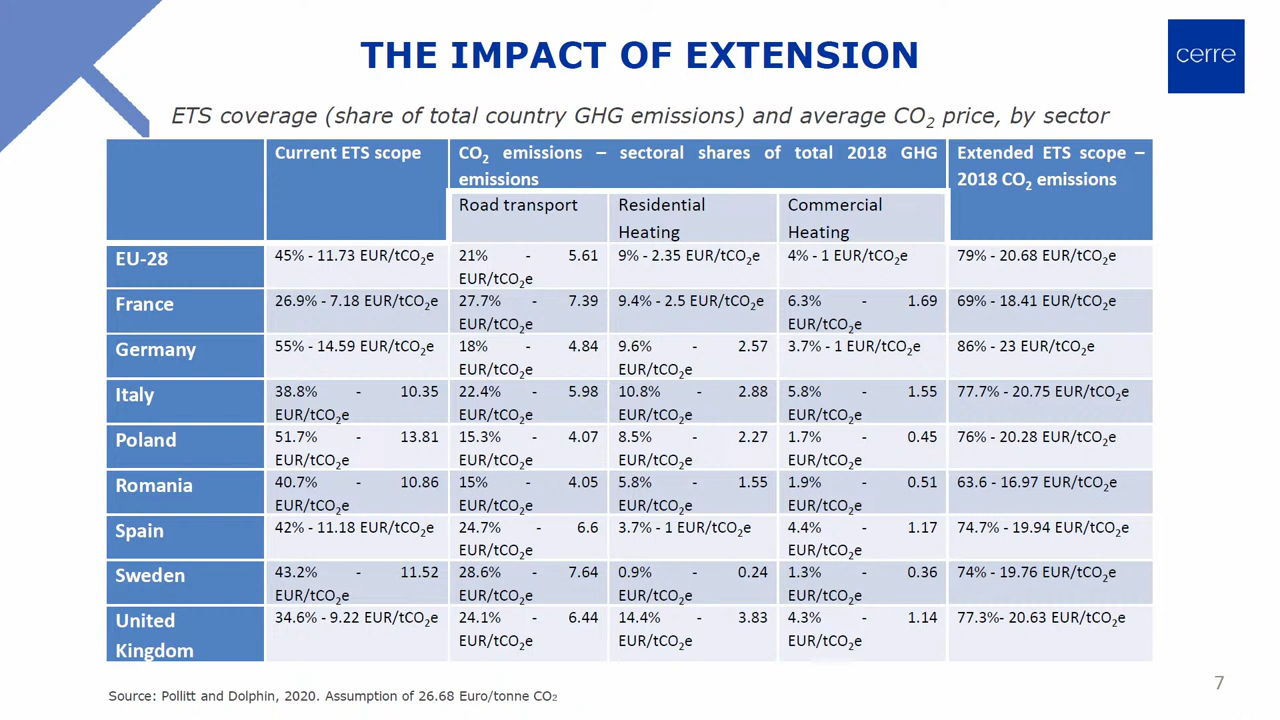 THE IMPACT OF EXTENSION
cerre
ETS coverage (share of total country GHG emissions) and average CO₂ price, by sector
Current ETS scope
CO₂ emissions – sectoral shares of total 2018 GHG
emissions
Extended ETS scope –
2018 CO₂ emissions
Road transport
Residential
Heating
Commercial
Heating
EU-28
45% - 11.73 EUR/tCO₂e
21% - 5.61
EUR/tCO₂e
9% - 2.35 EUR/tCO₂e
4% - 1 EUR/tCO₂e
79% - 20.68 EUR/tCO₂e
France
26.9% - 7.18 EUR/tCO₂e
27.7% - 7.39
EUR/tCO₂e
9.4% - 2.5 EUR/tCO₂e
6.3% - 1.69
EUR/tCO₂e
69% - 18.41 EUR/tCO₂e
Germany
55% - 14.59 EUR/tCO₂e
18% - 4.84
EUR/tCO₂e
9.6% - 2.57
EUR/tCO₂e
3.7% - 1 EUR/tCO₂e
86% - 23 EUR/tCO₂e
Italy
38.8% - 10.35
EUR/tCO₂e
22.4% - 5.98
EUR/tCO₂e
10.8% - 2.88
EUR/tCO₂e
5.8% - 1.55
EUR/tCO₂e
77.7% - 20.75 EUR/tCO₂e
Poland
51.7% - 13.81
EUR/tCO₂e
15.3% - 4.07
EUR/tCO₂e
8.5% - 2.27
EUR/tCO₂e
1.7% - 0.45
EUR/tCO₂e
76% - 20.28 EUR/tCO₂e
Romania
40.7% - 10.86
EUR/tCO₂e
15% - 4.05
EUR/tCO₂e
5.8% - 1.55
EUR/tCO₂e
1.9% - 0.51
EUR/tCO₂e
63.6 - 16.97 EUR/tCO₂e
Spain
42% - 11.18 EUR/tCO₂e
24.7% - 6.6
EUR/tCO₂e
3.7% - 1 EUR/tCO₂e
4.4% - 1.17
EUR/tCO₂e
74.7% - 19.94 EUR/tCO₂e
Sweden
43.2% - 11.52
EUR/tCO₂e
28.6% - 7.64
EUR/tCO₂e
0.9% - 0.24
EUR/tCO₂e
1.3% - 0.36
EUR/tCO₂e
74% - 19.76 EUR/tCO₂e
United
Kingdom
34.6% - 9.22 EUR/tCO₂e
24.1% - 6.44
EUR/tCO₂e
14.4% - 3.83
EUR/tCO₂e
4.3% - 1.14
EUR/tCO₂e
77.3%- 20.63 EUR/tCO₂e
Source: Pollitt and Dolphin, 2020. Assumption of 26.68 Euro/tonne CO₂
7